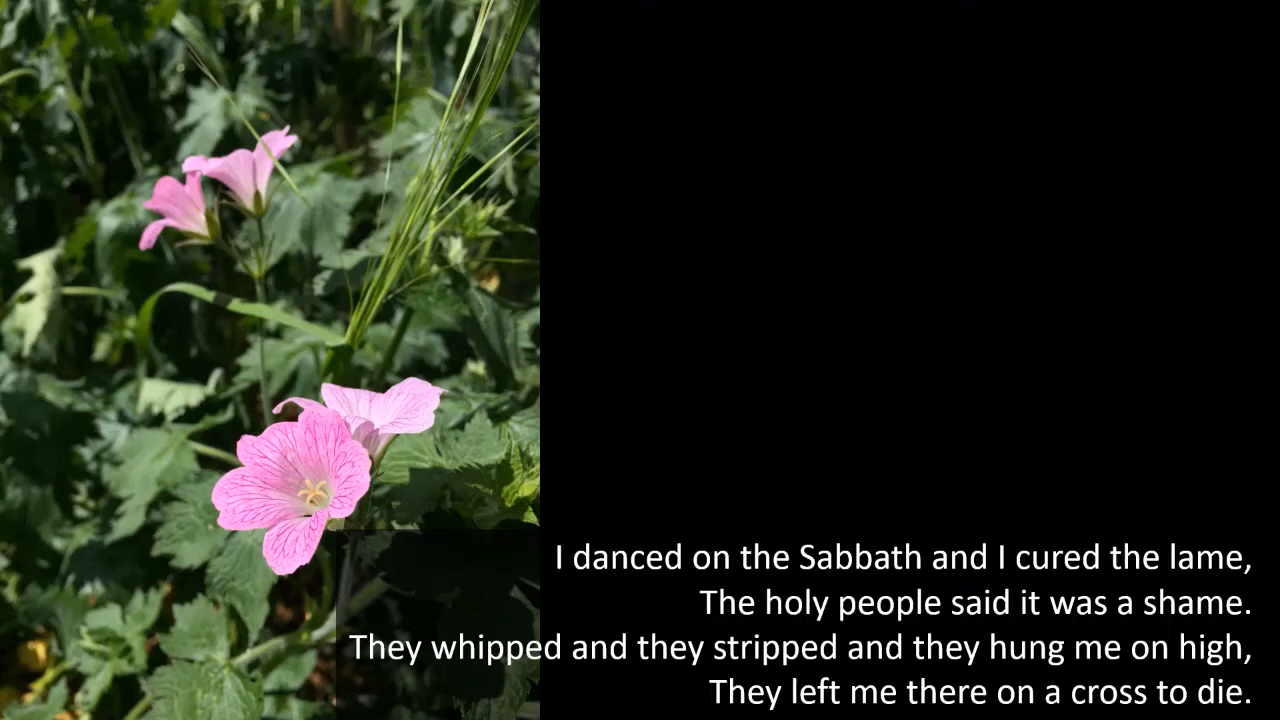 I danced on the Sabbath and I cured the lame,
The holy people said it was a shame.
They whipped and they stripped and they hung me on high,
They left me there on a cross to die.